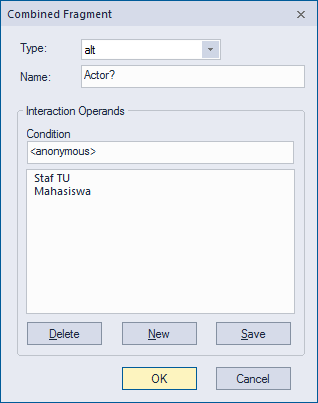 Combined Fragment
Type: alt
Name: Actor?
Interaction Operands
Condition
<anonymous>
Staf TU
Mahasiswa
Delete New Save
OK Cancel